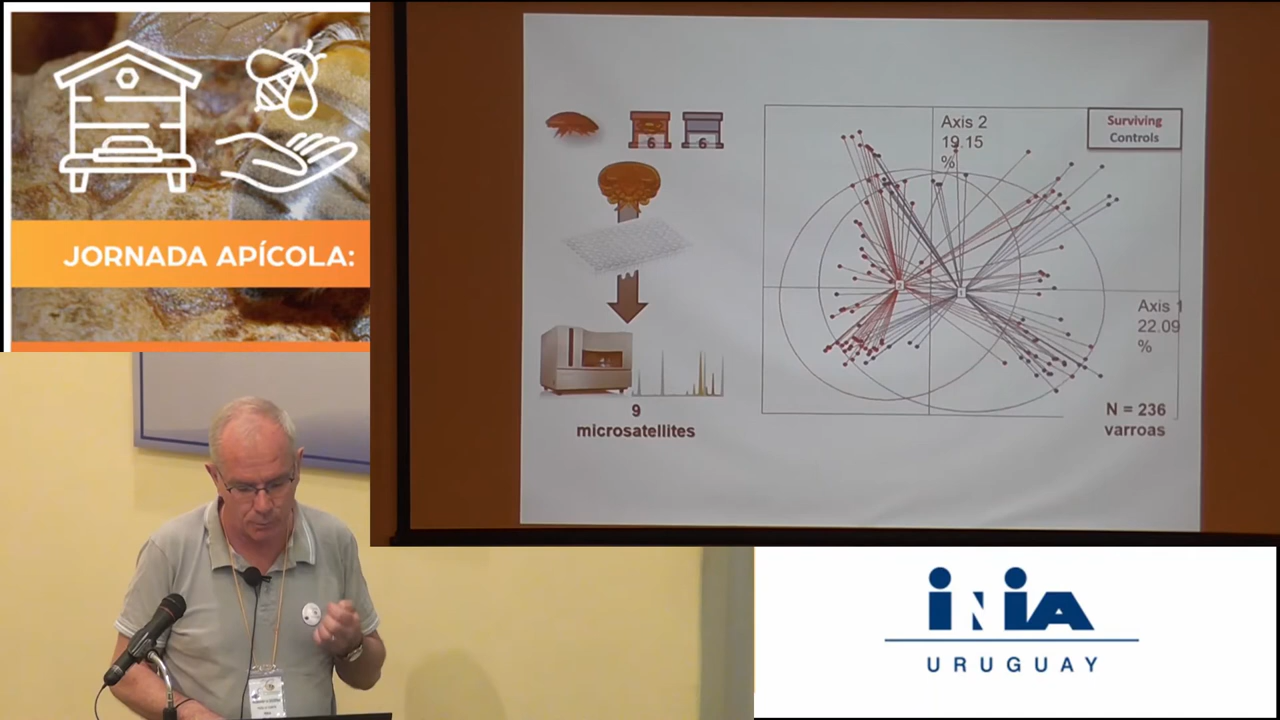 JORNADA APÍCOLA:
6
6
9
microsatellites
Axis 2
19.15
%
Surviving
Controls
Axis 1
22.09
%
N = 236
varroas
INIA
URUGUAY